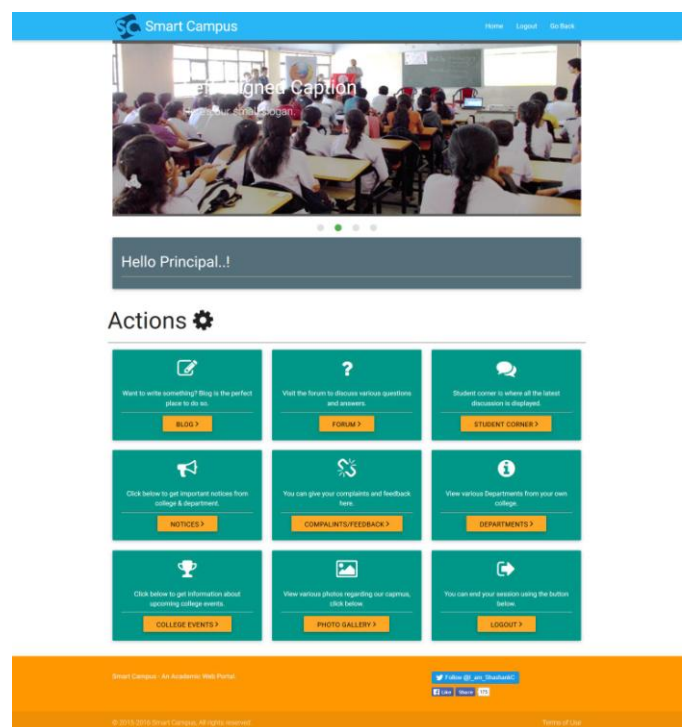 SC Smart Campus
Home Logout Go Back
Left Aligned Caption
Here's our small slogan.
Hello Principal..!
Actions
Want to write something? Blog is the perfect
place to do so.
BLOG >
?
Visit the forum to discuss various questions
and answers.
FORUM >
Student corner is where all the latest
discussion is displayed.
STUDENT CORNER >
Click below to get important notices from
college & department.
NOTICES >
You can give your complaints and feedback
here.
COMPALINTS/FEEDBACK >
View various Departments from your own
college.
DEPARTMENTS >
Click below to get information about
upcoming college events.
COLLEGE EVENTS >
View various photos regarding our capmus,
click below.
PHOTO GALLERY >
You can end your session using the button
below.
LOGOUT >
Smart Campus - An Academic Web Portal.
Follow @I_am_ShashankC
Like Share 175
© 2015-2016 Smart Campus, All rights reserved.
Terms of Use